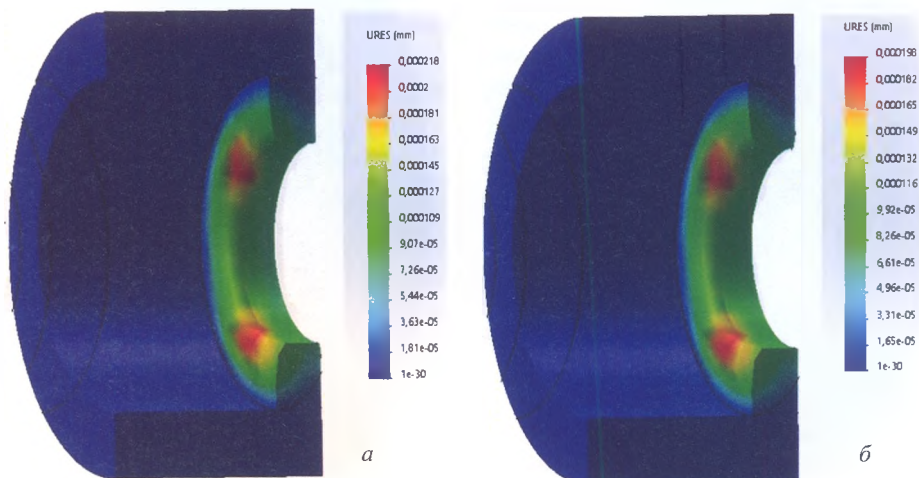 URES (mm)
0,000218
0,0002
0,000181
0,000163
0,000145
0,000127
0,000109
9,07e-05
7,26e-05
5,44e-05
3,63e-05
1,81e-05
1e-30
а
URES (mm)
0,000198
0,000182
0,000165
0,000149
0,000132
0,000116
9,92e-05
8,26e-05
6,61e-05
4,96e-05
3,31e-05
1,65e-05
1e-30
б